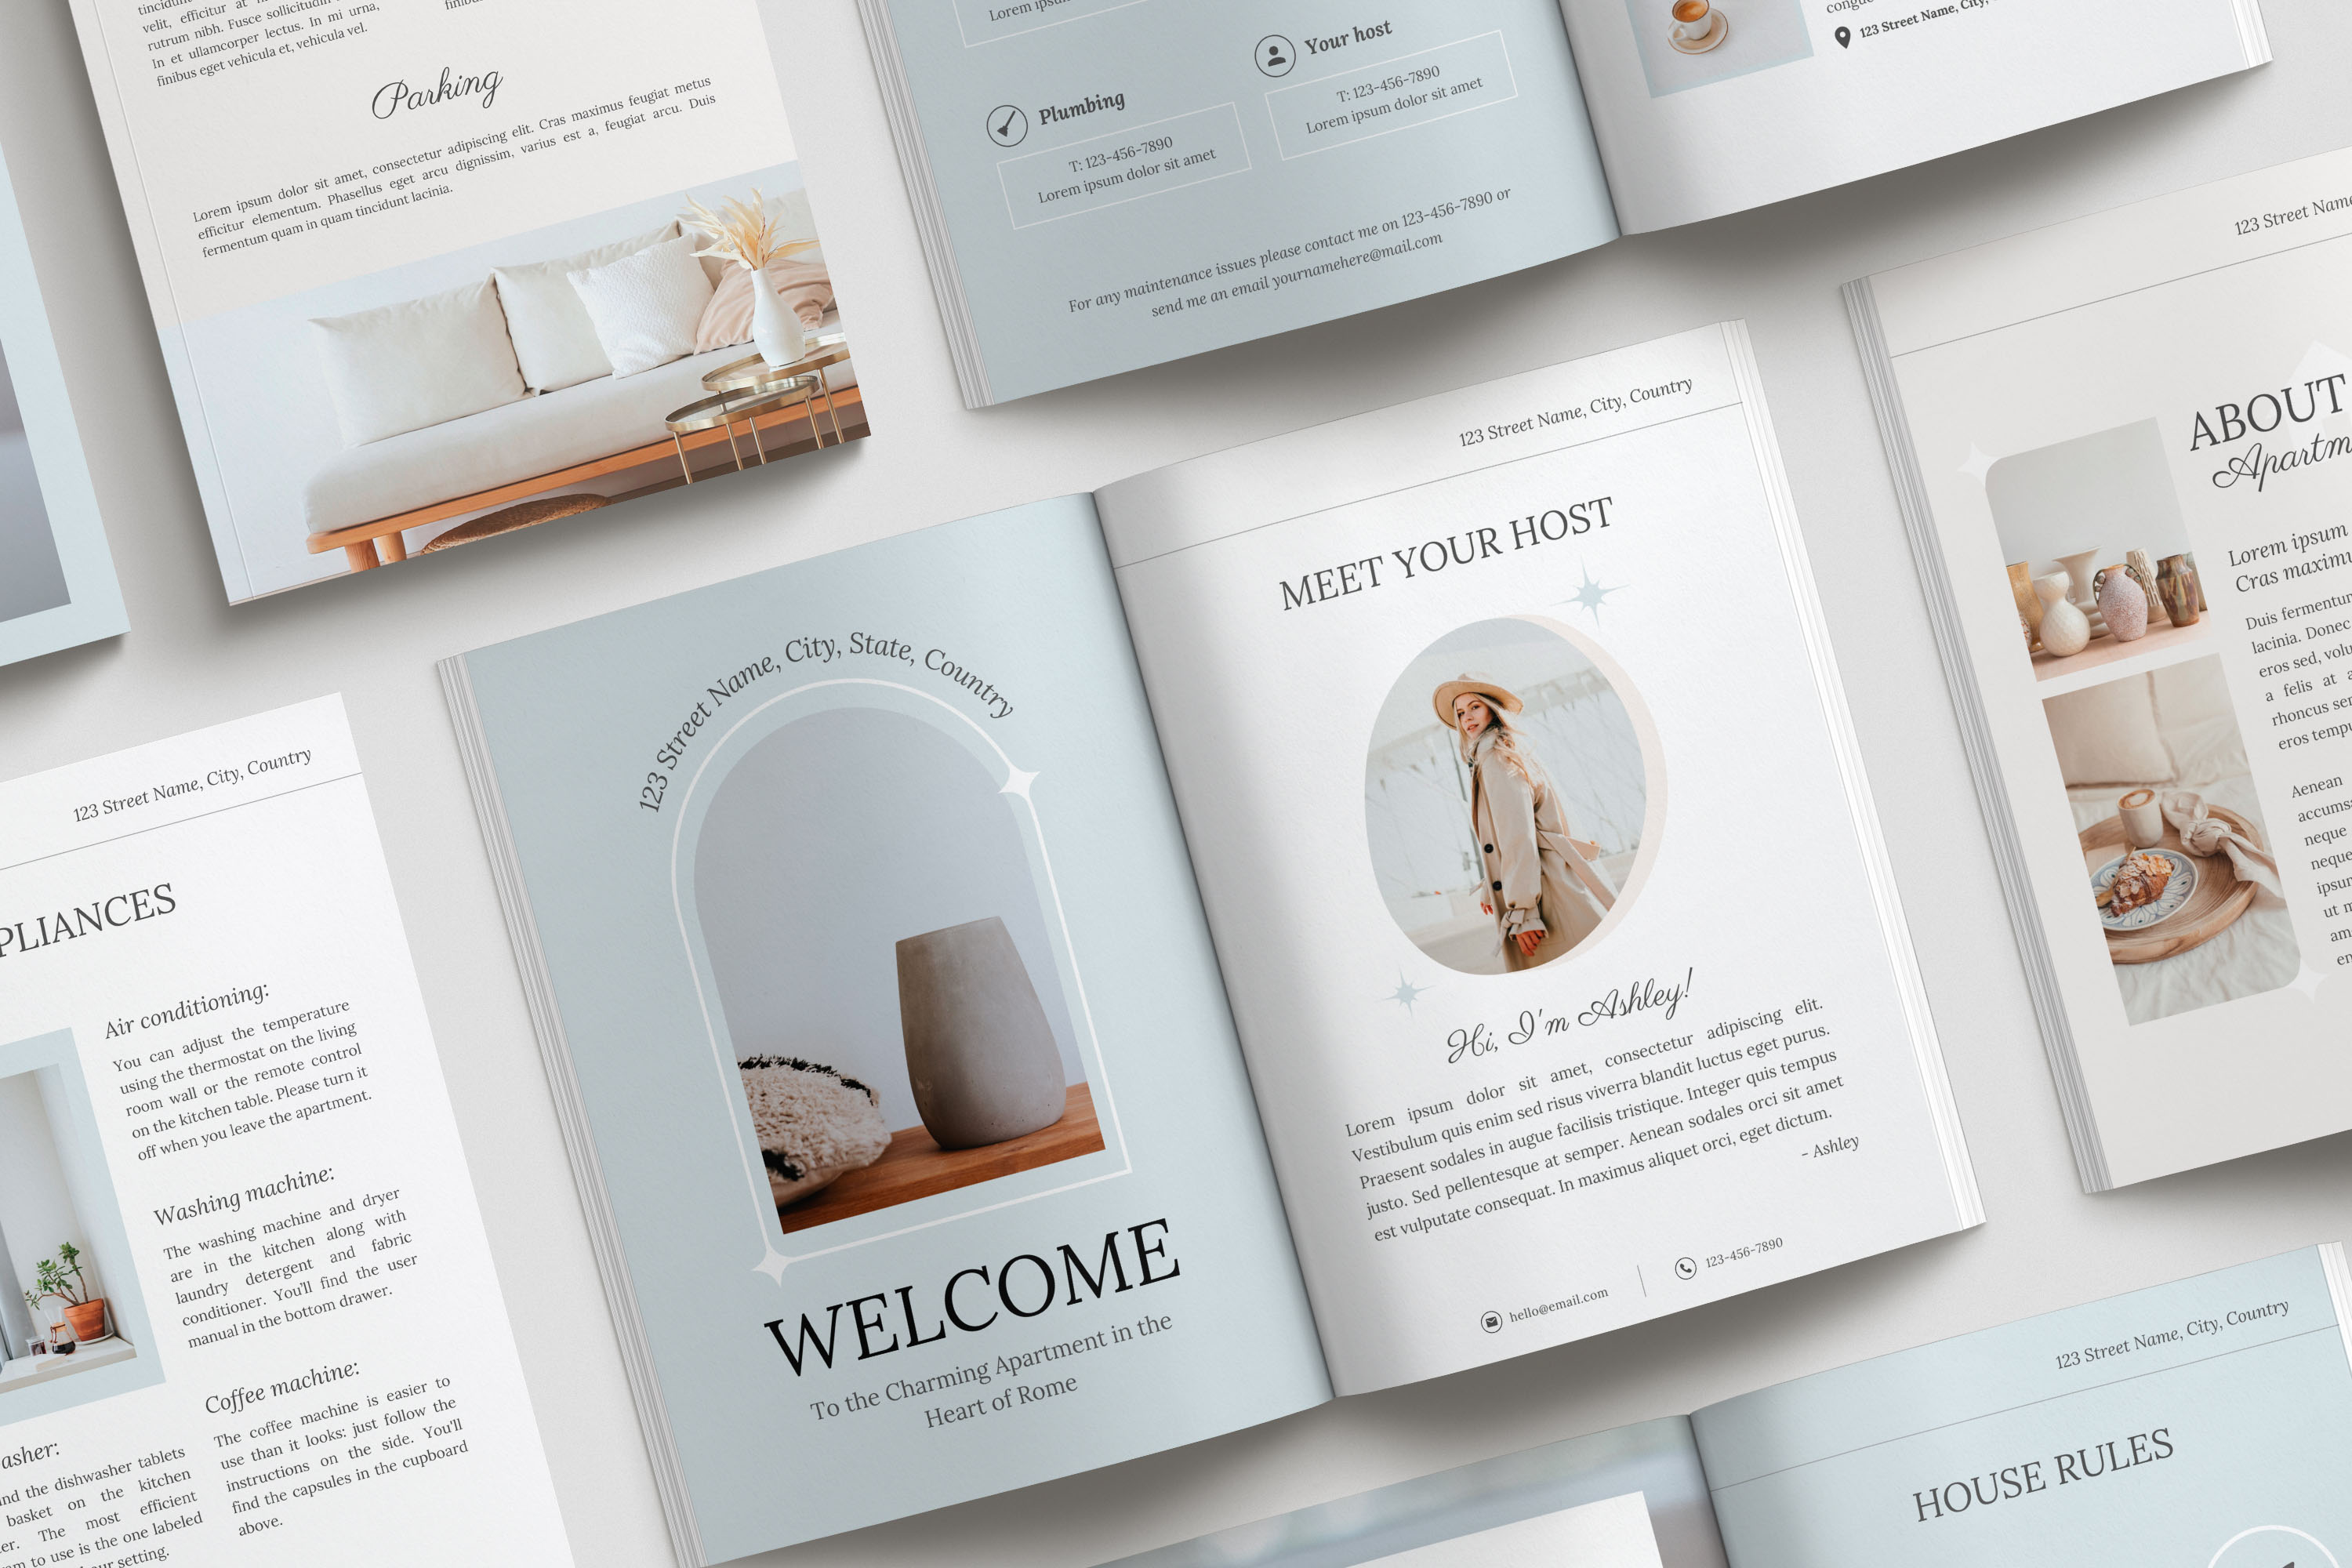 velit, efficitur at
rutrum nibh. Fusce sollicitudin
In et ullamcorper lectus. In mi urna,
finibus eget vehicula et, vehicula vel.
Parking
Lorem ipsum dolor sit amet, consectetur adipiscing elit. Cras maximus feugiat metus
efficitur elementum. Phasellus eget arcu dignissim, varius est a, feugiat arcu. Duis
fermentum quam in quam tincidunt lacinia.
Lorem
Plumbing
T: 123-456-7890
Lorem ipsum dolor sit amet
Your host
T: 123-456-7890
Lorem ipsum dolor sit amet
For any maintenance issues please contact me on 123-456-7890 or
send me an email yournamehere@mail.com
123 Street Name, City,
123 Street Name, City, Country
PLIANCES
Air conditioning:
You can adjust the temperature
using the thermostat on the living
room wall or the remote control
on the kitchen table. Please turn it
off when you leave the apartment.
Washing machine:
The washing machine and dryer
are in the kitchen along with
laundry detergent and fabric
conditioner. You'll find the user
manual in the bottom drawer.
Coffee machine:
The coffee machine is easier to
use than it looks: just follow the
instructions on the side. You'll
find the capsules in the cupboard
above.
asher:
nd the dishwasher tablets
basket on the kitchen
er. The most efficient
am to use is the one labeled
setting.
123 Street Name, City, State, Country
WELCOME
To the Charming Apartment in the
Heart of Rome
123 Street Name, City, Country
MEET YOUR HOST
Hi, I'm Ashley!
Lorem ipsum dolor sit amet, consectetur adipiscing elit.
Vestibulum quis enim sed risus viverra blandit luctus eget purus.
Praesent sodales in augue facilisis tristique. Integer quis tempus
justo. Sed pellentesque at semper. Aenean sodales orci sit amet
est vulputate consequat. In maximus aliquet orci, eget dictum.
- Ashley
hello@email.com
123-456-7890
123 Street Name
ABOUT
Apartm
Lorem ipsum
Cras maximu
Duis fermentum
lacinia. Donec
eros sed, volu
a felis at a
rhoncus sem
eros tempu
Aenean
accumsa
neque
neque
ipsum
ut m
am
en
123 Street Name, City, Country
HOUSE RULES